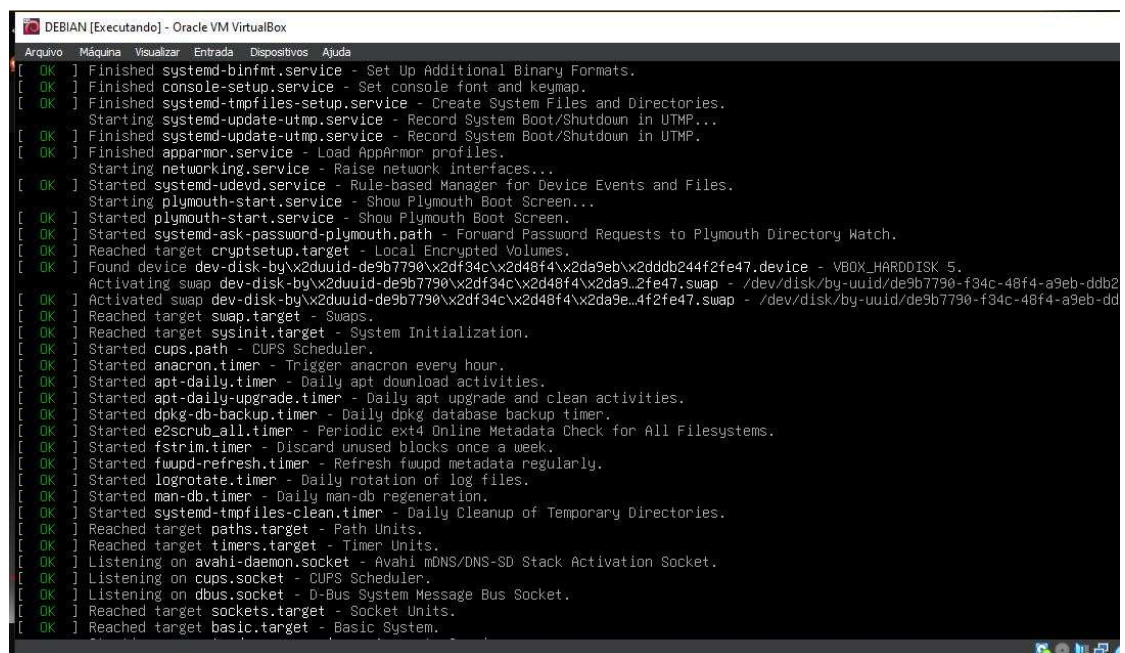 DEBIAN [Executando] - Oracle VM VirtualBox
Arquivo Máquina Visualizar Entrada Dispositivos Ajuda
[ OK ] Finished systemd-binfmt.service - Set Up Additional Binary Formats.
[ OK ] Finished console-setup.service - Set console font and keymap.
[ OK ] Finished systemd-tmpfiles-setup.service - Create System Files and Directories.
Starting systemd-update-utmp.service - Record System Boot/Shutdown in UTMP...
[ OK ] Finished systemd-update-utmp.service - Record System Boot/Shutdown in UTMP.
[ OK ] Finished apparmor.service - Load AppArmor profiles.
Starting networking.service - Raise network interfaces...
[ OK ] Started systemd-udevd.service - Rule-based Manager for Device Events and Files.
Starting plymouth-start.service - Show Plymouth Boot Screen...
[ OK ] Started plymouth-start.service - Show Plymouth Boot Screen.
[ OK ] Started systemd-ask-password-plymouth.path - Forward Password Requests to Plymouth Directory Watch.
[ OK ] Reached target cryptsetup.target - Local Encrypted Volumes.
[ OK ] Found device dev-disk-by\x2duuid-de9b7790\x2df34c\x2d48f4\x2da9eb\x2dddb244f2fe47.device - VBOX_HARDDISK 5.
Activating swap dev-disk-by\x2duuid-de9b7790\x2df34c\x2d48f4\x2da9…2fe47.swap - /dev/disk/by-uuid/de9b7790-f34c-48f4-a9eb-ddb2
[ OK ] Activated swap dev-disk-by\x2duuid-de9b7790\x2df34c\x2d48f4\x2da9e…4f2fe47.swap - /dev/disk/by-uuid/de9b7790-f34c-48f4-a9eb-dd
[ OK ] Reached target swap.target - Swaps.
[ OK ] Reached target sysinit.target - System Initialization.
[ OK ] Started cups.path - CUPS Scheduler.
[ OK ] Started anacron.timer - Trigger anacron every hour.
[ OK ] Started apt-daily.timer - Daily apt download activities.
[ OK ] Started apt-daily-upgrade.timer - Daily apt upgrade and clean activities.
[ OK ] Started dpkg-db-backup.timer - Daily dpkg database backup timer.
[ OK ] Started e2scrub_all.timer - Periodic ext4 Online Metadata Check for All Filesystems.
[ OK ] Started fstrim.timer - Discard unused blocks once a week.
[ OK ] Started fwupd-refresh.timer - Refresh fwupd metadata regularly.
[ OK ] Started logrotate.timer - Daily rotation of log files.
[ OK ] Started man-db.timer - Daily man-db regeneration.
[ OK ] Started systemd-tmpfiles-clean.timer - Daily Cleanup of Temporary Directories.
[ OK ] Reached target paths.target - Path Units.
[ OK ] Reached target timers.target - Timer Units.
[ OK ] Listening on avahi-daemon.socket - Avahi mDNS/DNS-SD Stack Activation Socket.
[ OK ] Listening on cups.socket - CUPS Scheduler.
[ OK ] Listening on dbus.socket - D-Bus System Message Bus Socket.
[ OK ] Reached target sockets.target - Socket Units.
[ OK ] Reached target basic.target - Basic System.